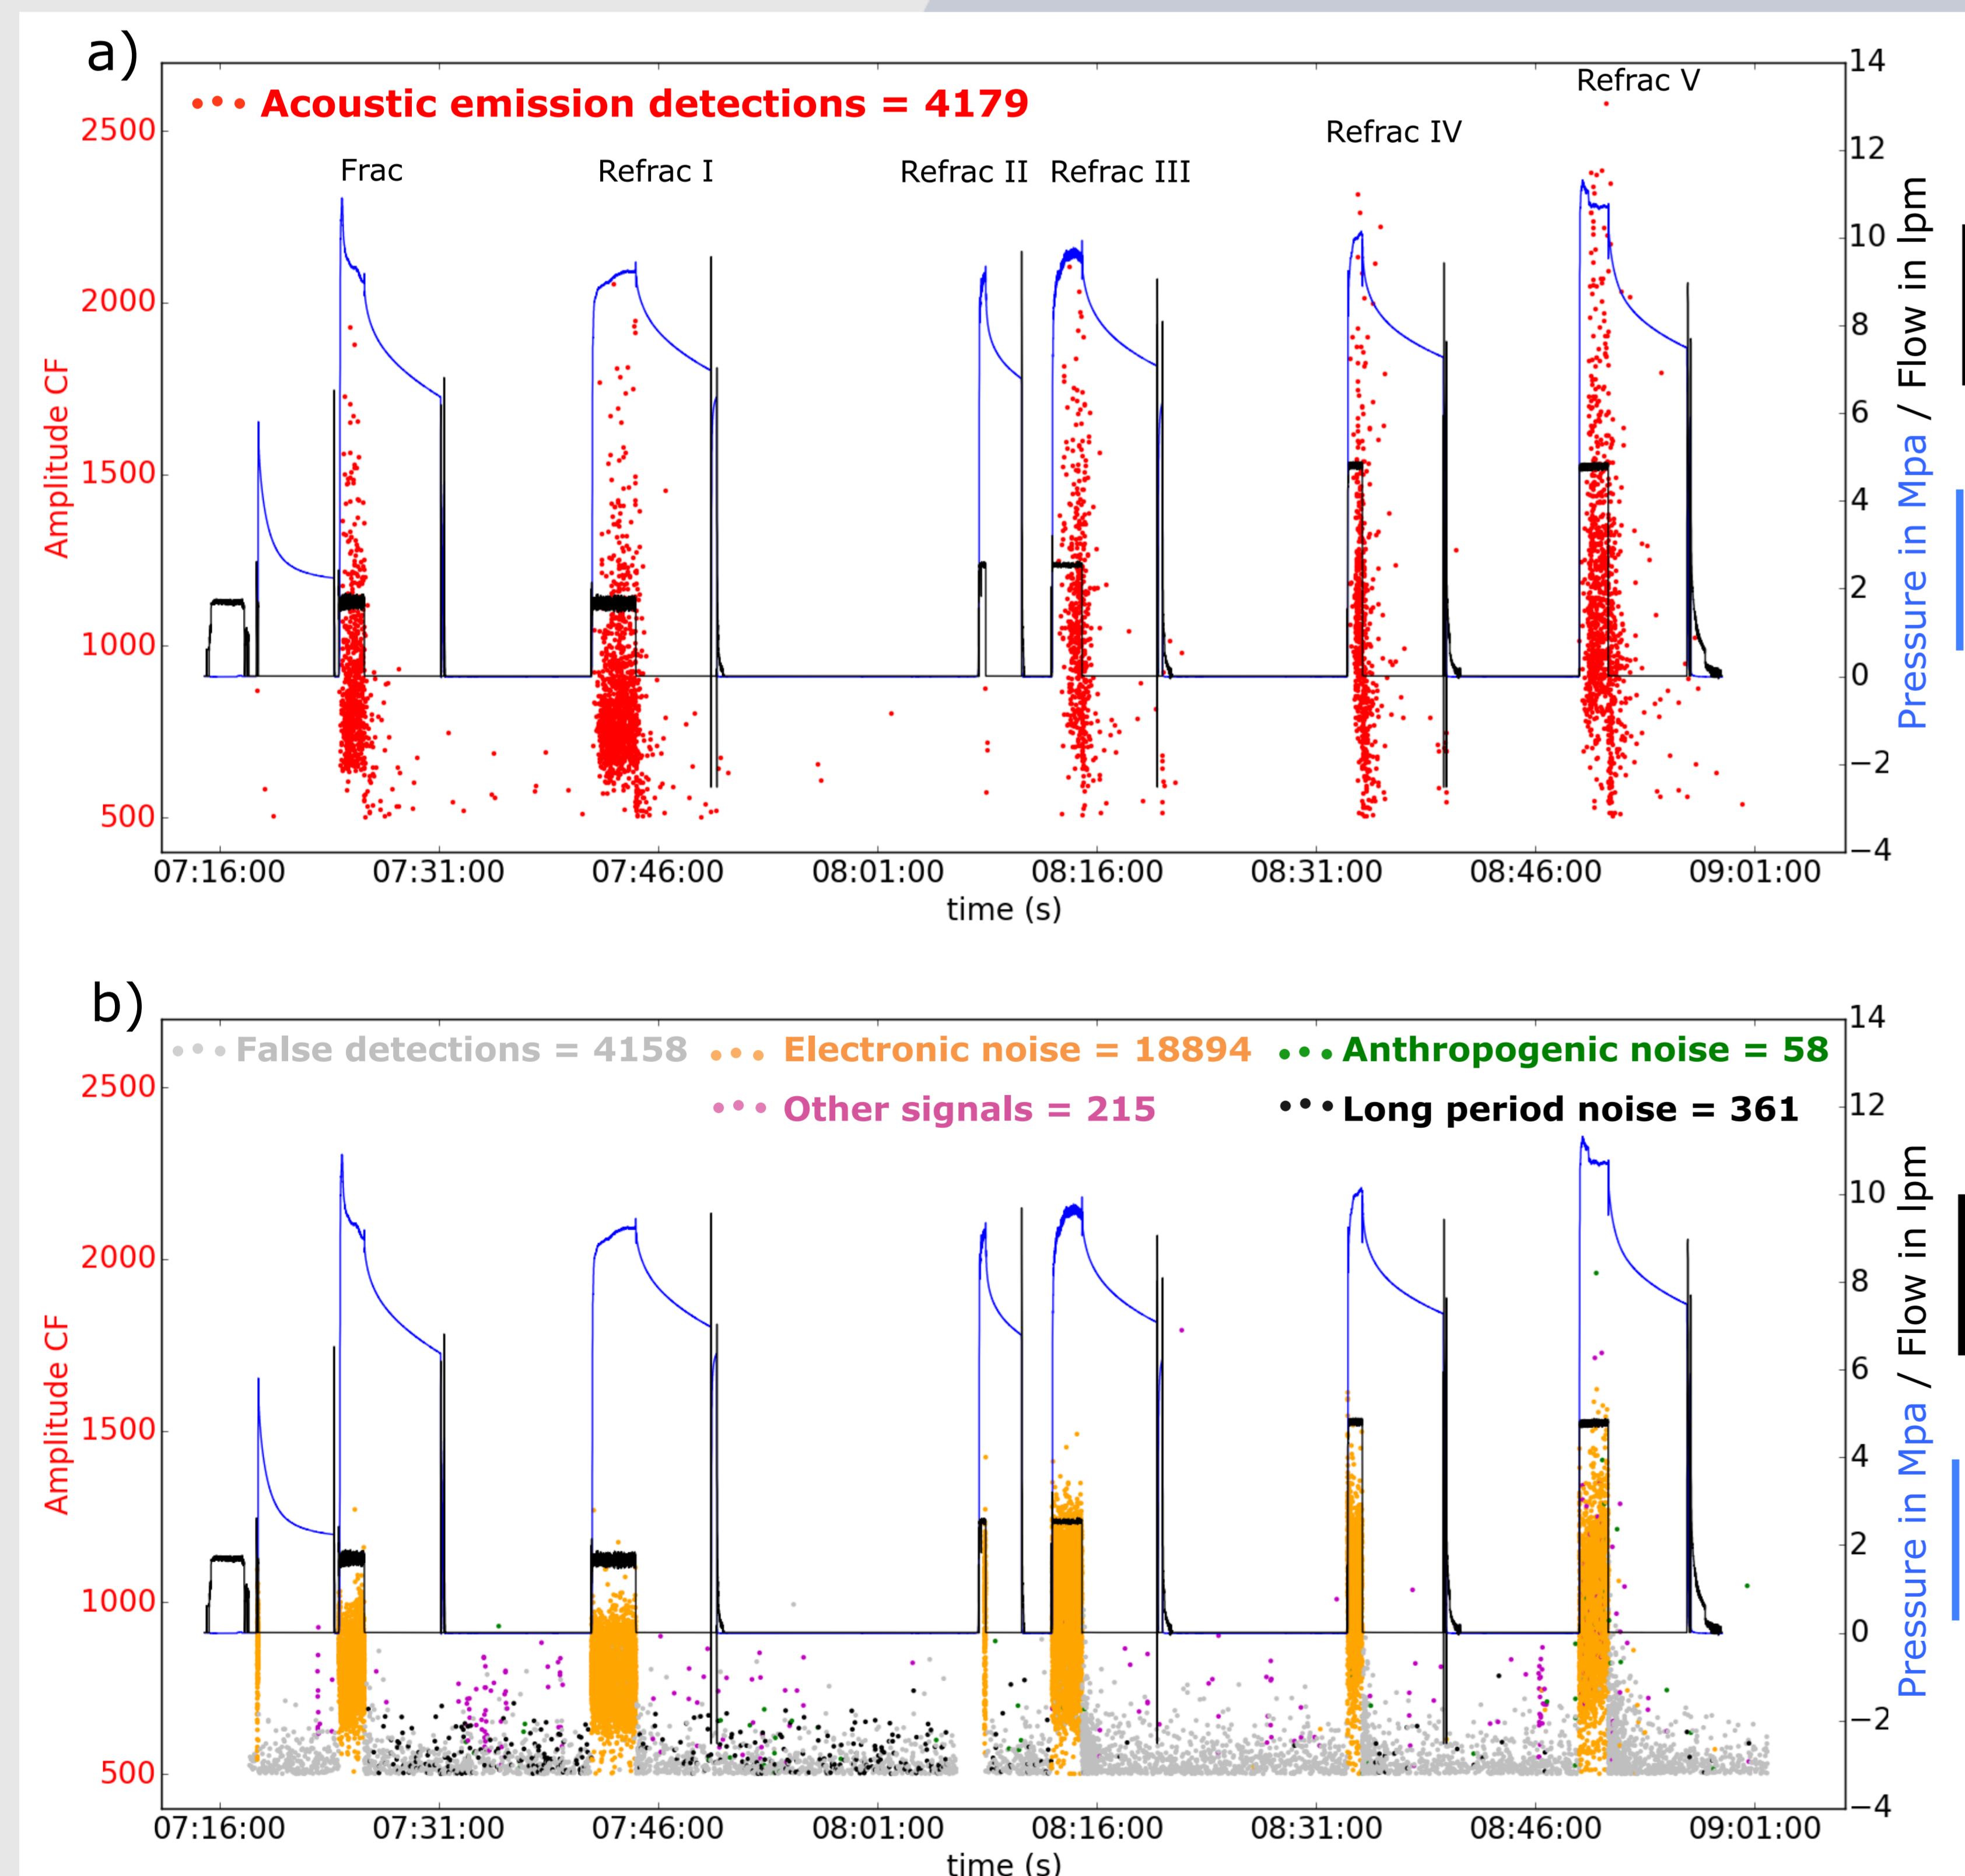 a)
Acoustic emission detections = 4179
Refrac V
Refrac IV
Frac
Refrac I
Refrac II
Refrac III
2500
2000
1500
1000
500
Amplitude CF
14
12
10
8
6
4
2
0
−2
−4
Pressure in Mpa / Flow in lpm
07:16:00 07:31:00 07:46:00 08:01:00 08:16:00 08:31:00 08:46:00 09:01:00
time (s)
b)
False detections = 4158 Electronic noise = 18894 Anthropogenic noise = 58
Other signals = 215 Long period noise = 361
2500
2000
1500
1000
500
Amplitude CF
14
12
10
8
6
4
2
0
−2
−4
Pressure in Mpa / Flow in lpm
07:16:00 07:31:00 07:46:00 08:01:00 08:16:00 08:31:00 08:46:00 09:01:00
time (s)